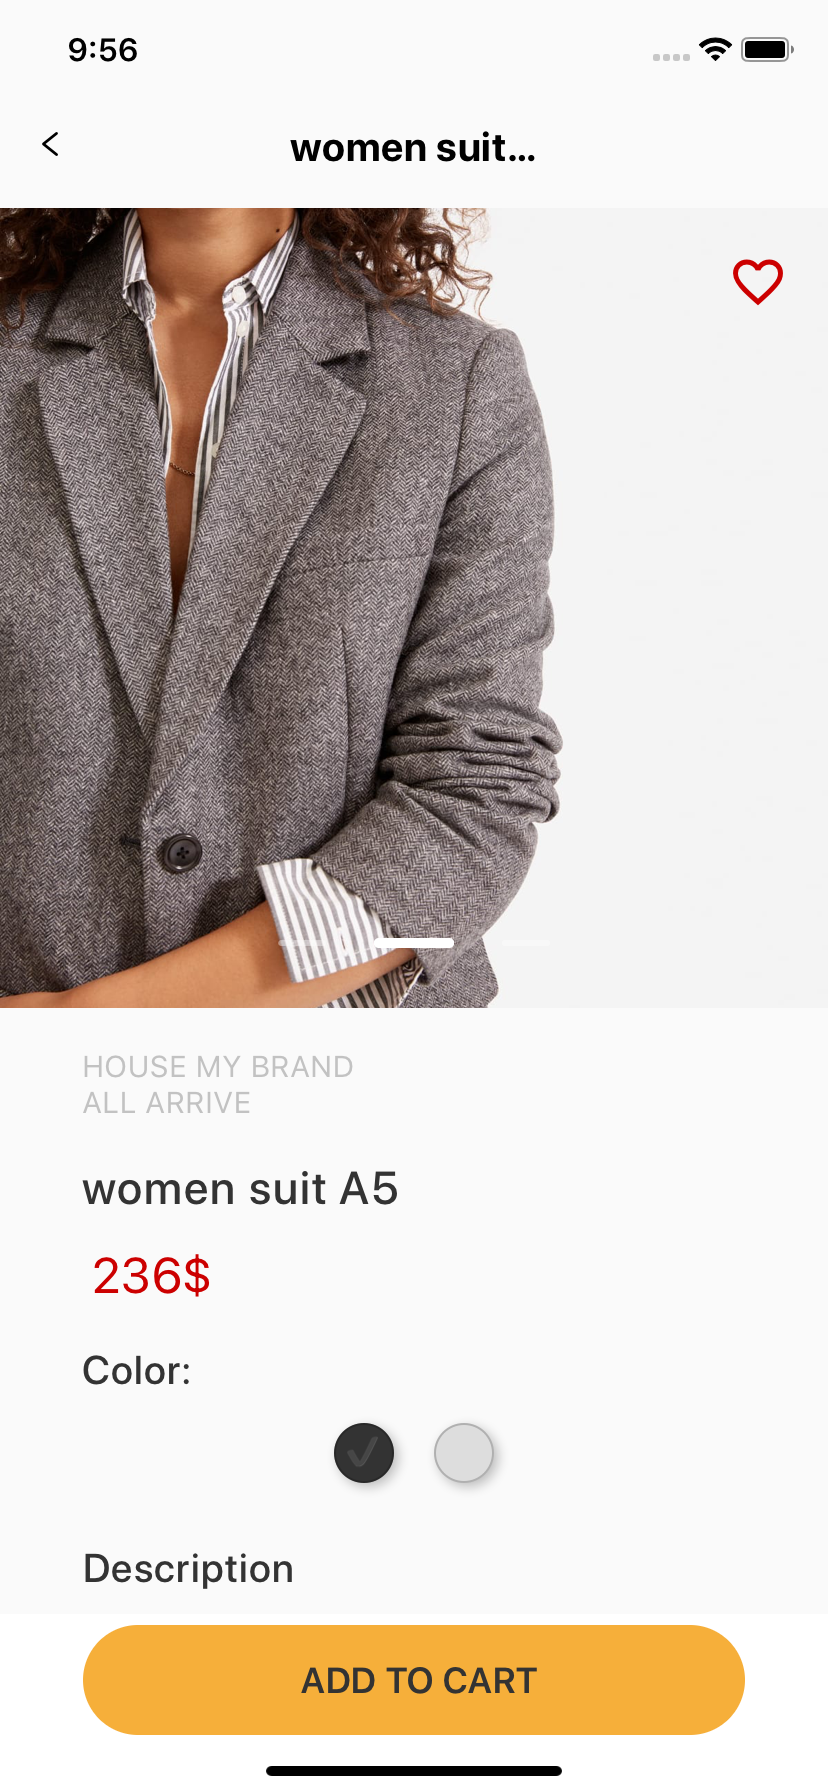 9:56
women suit...
HOUSE MY BRAND
ALL ARRIVE
women suit A5
236$
Color:
Description
ADD TO CART